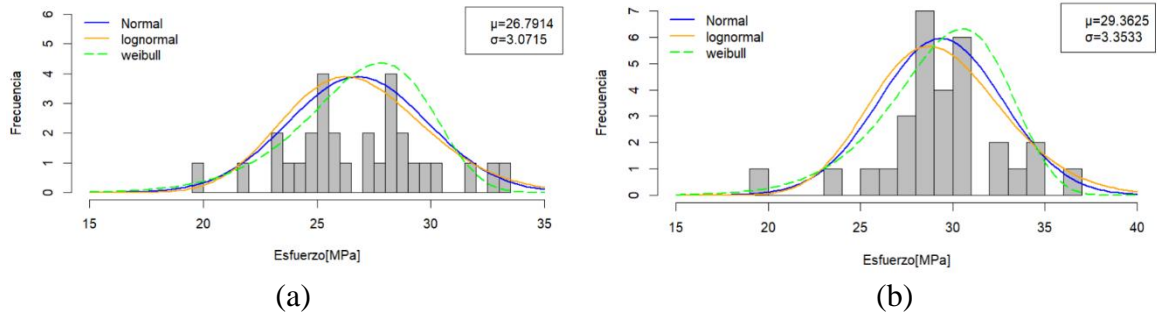 Normal
lognormal
weibull
μ=26.7914
σ=3.0715
Frecuencia
6
5
4
3
2
1
0
15 20 25 30 35
Esfuerzo[MPa]
(a)
Normal
lognormal
weibull
μ=29.3625
σ=3.3533
Frecuencia
7
6
5
4
3
2
1
0
15 20 25 30 35 40
Esfuerzo[MPa]
(b)